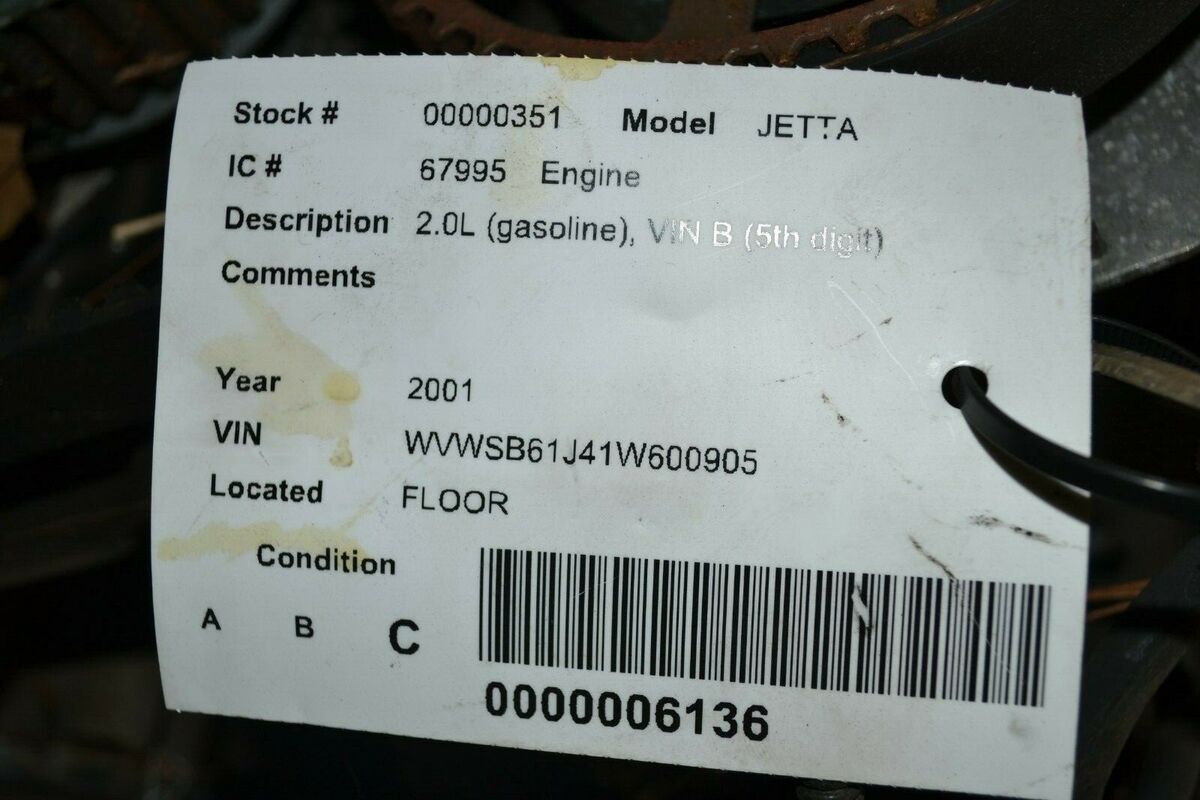 Stock # 00000351 Model JETTA
IC # 67995 Engine
Description 2.0L (gasoline), VIN B (5th digit)
Comments
Year 2001
VIN WVWSB61J41W600905
Located FLOOR
Condition
A B C
0000006136